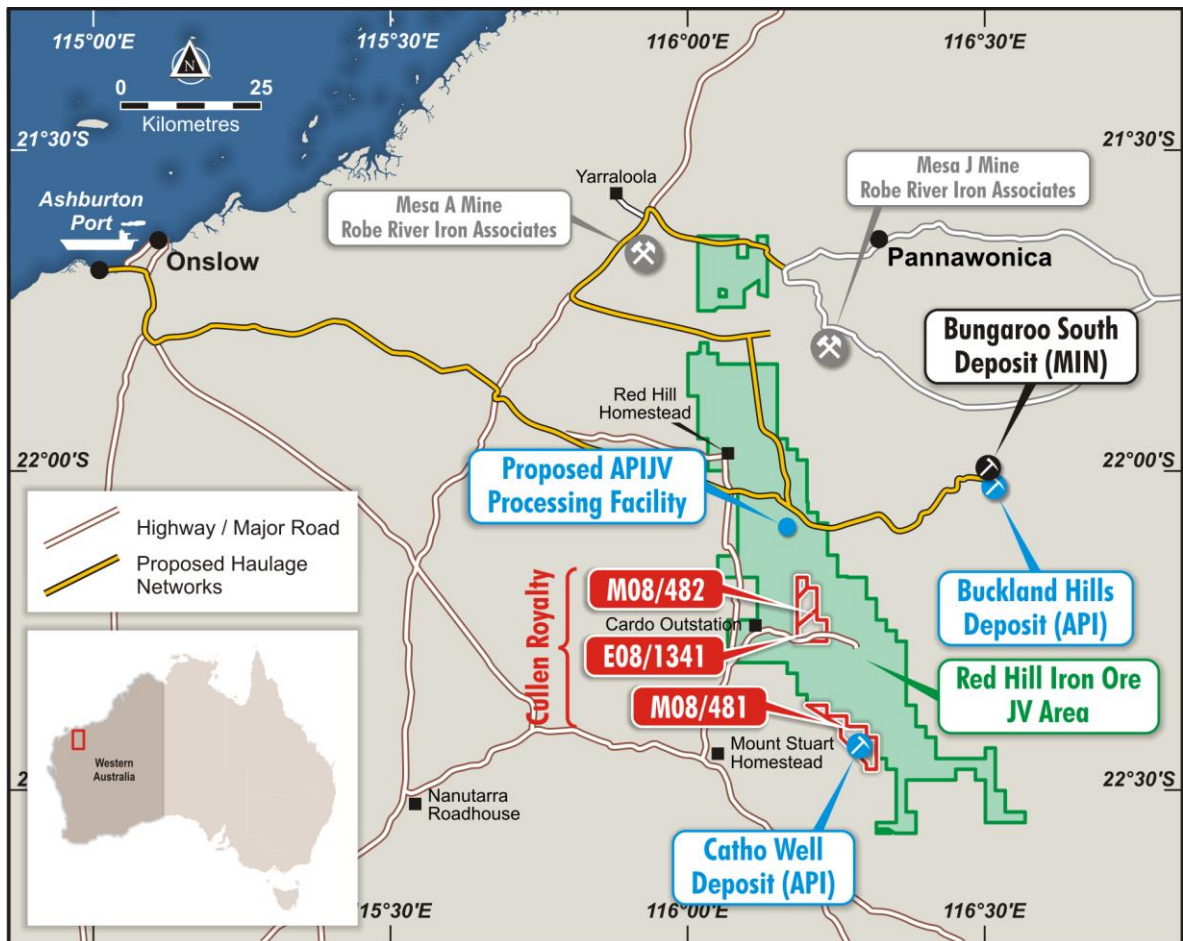 115°00'E
115°30'E
116°00'E
116°30'E
N
0
25
Kilometres
21°30'S
21°30'S
Ashburton
Port
Onslow
Yarraloola
Mesa A Mine
Robe River Iron Associates
Mesa J Mine
Robe River Iron Associates
Pannawonica
Bungaroo South
Deposit (MIN)
Red Hill
Homestead
22°00'S
22°00'S
Proposed APIJV
Processing Facility
Highway / Major Road
Proposed Haulage
Networks
Buckland Hills
Deposit (API)
Cullen Royalty
M08/482
Cardo Outstation
E08/1341
M08/481
Red Hill Iron Ore
JV Area
Mount Stuart
Homestead
Western
Australia
22°30'S
Nanutarra
Roadhouse
Catho Well
Deposit (API)
115°30'E
116°00'E
116°30'E